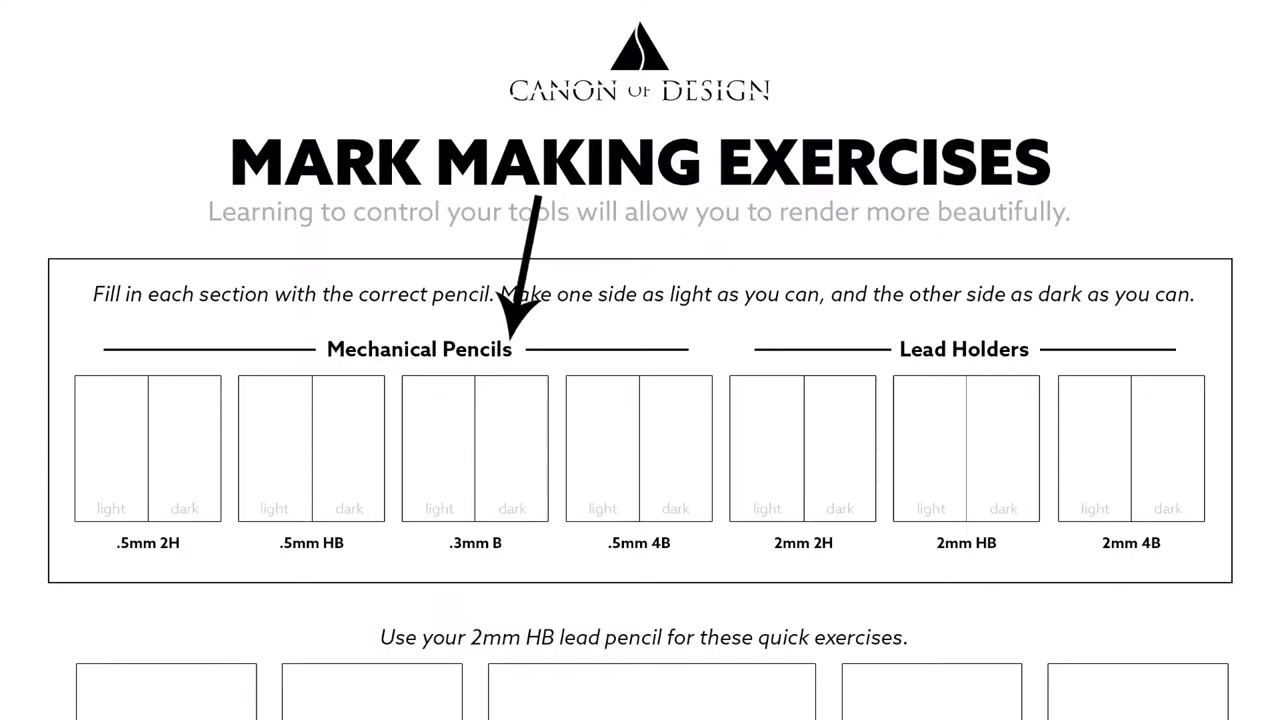 CANON OF DESIGN
MARK MAKING EXERCISES
Learning to control your tools will allow you to render more beautifully.
Fill in each section with the correct pencil. Make one side as light as you can, and the other side as dark as you can.
Mechanical Pencils Lead Holders
light dark light dark light dark light dark light dark light dark light dark
.5mm 2H .5mm HB .3mm B .5mm 4B 2mm 2H 2mm HB 2mm 4B
Use your 2mm HB lead pencil for these quick exercises.